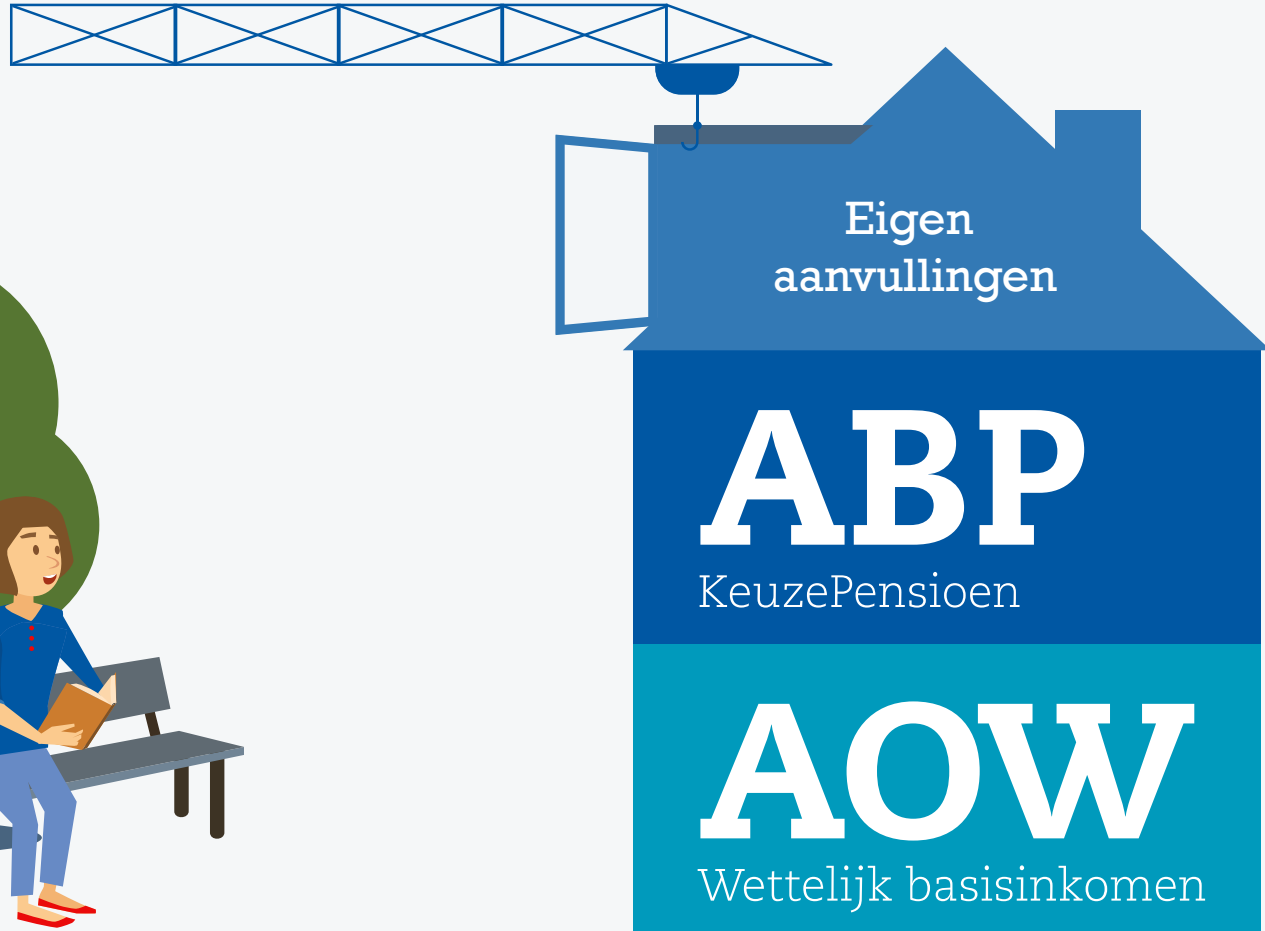 Eigen
aanvullingen
ABP
KeuzePensioen
AOW
Wettelijk basisinkomen